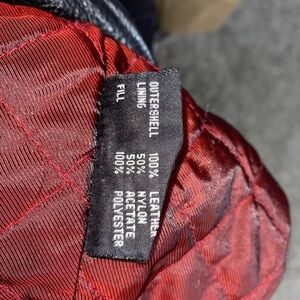 OUTERSHELL 100% LEATHER
LINING 50% NYLON
50% ACETATE
FILL 100% POLYESTER